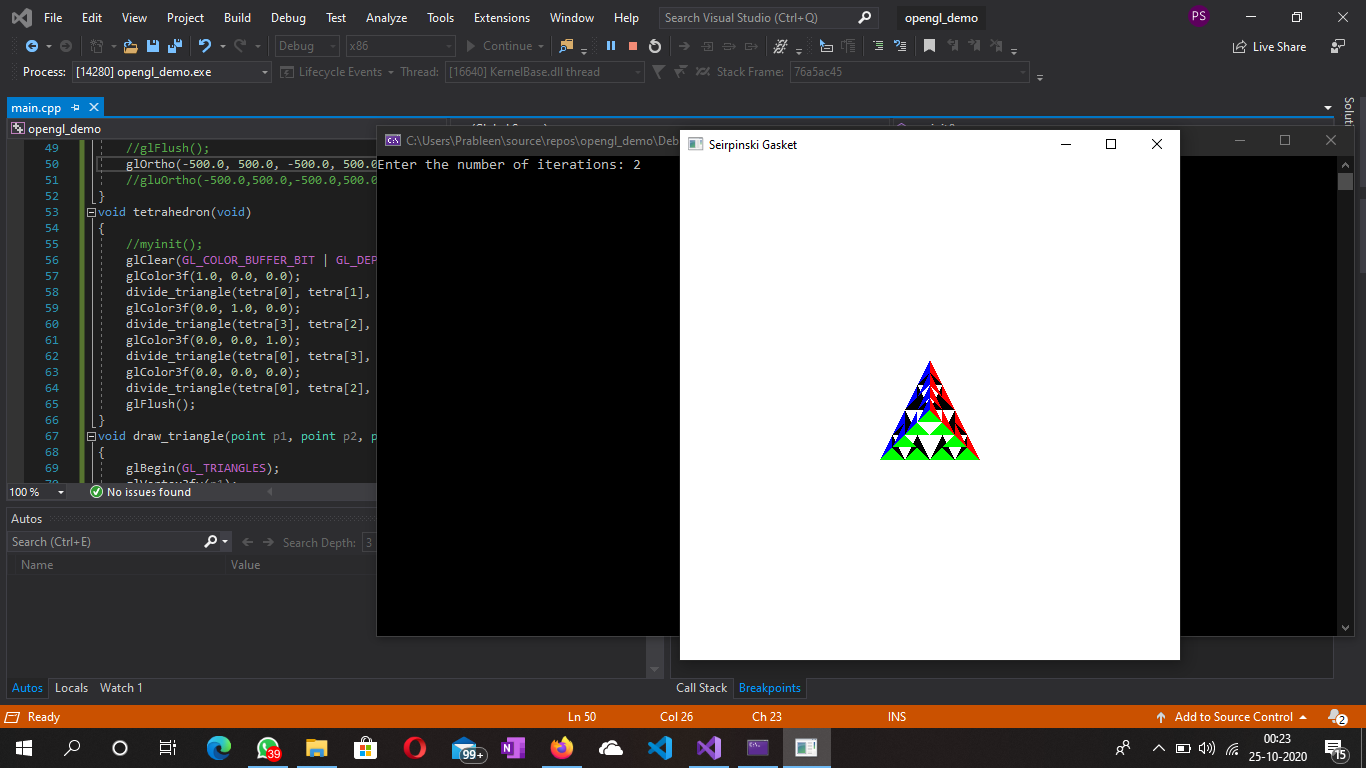 File Edit View Project Build Debug Test Analyze Tools Extensions Window Help Search Visual Studio (Ctrl+Q) opengl_demo PS
Debug x86 Continue Live Share
Process: [14280] opengl_demo.exe Lifecycle Events Thread: [16640] KernelBase.dll thread Stack Frame: 76a5ac45
main.cpp
opengl_demo
C:\Users\Prableen\source\repos\opengl_demo\Deb
Seirpinski Gasket
Enter the number of iterations: 2
49 //glFlush();
50 glOrtho(-500.0, 500.0, -500.0, 500.0
51 //gluOrtho(-500.0,500.0,-500.0,500.0
52 }
53 void tetrahedron(void)
54 {
55 //myinit();
56 glClear(GL_COLOR_BUFFER_BIT | GL_DEP
57 glColor3f(1.0, 0.0, 0.0);
58 divide_triangle(tetra[0], tetra[1],
59 glColor3f(0.0, 1.0, 0.0);
60 divide_triangle(tetra[3], tetra[2],
61 glColor3f(0.0, 0.0, 1.0);
62 divide_triangle(tetra[0], tetra[3],
63 glColor3f(0.0, 0.0, 0.0);
64 divide_triangle(tetra[0], tetra[2],
65 glFlush();
66 }
67 void draw_triangle(point p1, point p2, p
68 {
69 glBegin(GL_TRIANGLES);
100 % No issues found
Autos
Search (Ctrl+E) Search Depth: 3
Name Value
Autos Locals Watch 1
Call Stack Breakpoints
Ready Ln 50 Col 26 Ch 23 INS Add to Source Control 2
39 99+ 00:23
25-10-2020 15